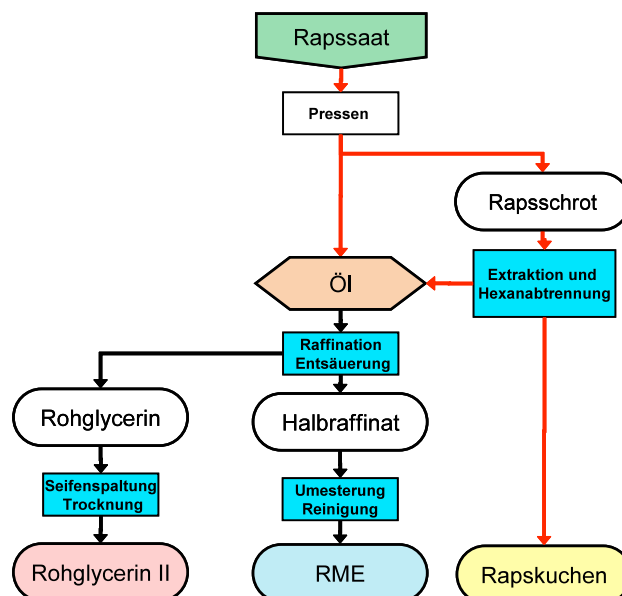 Rapssaat
Pressen
Rapsschrot
Öl
Extraktion und
Hexanabtrennung
Raffination
Entsäuerung
Rohglycerin
Halbraffinat
Seifenspaltung
Trocknung
Umesterung
Reinigung
Rohglycerin II
RME
Rapskuchen